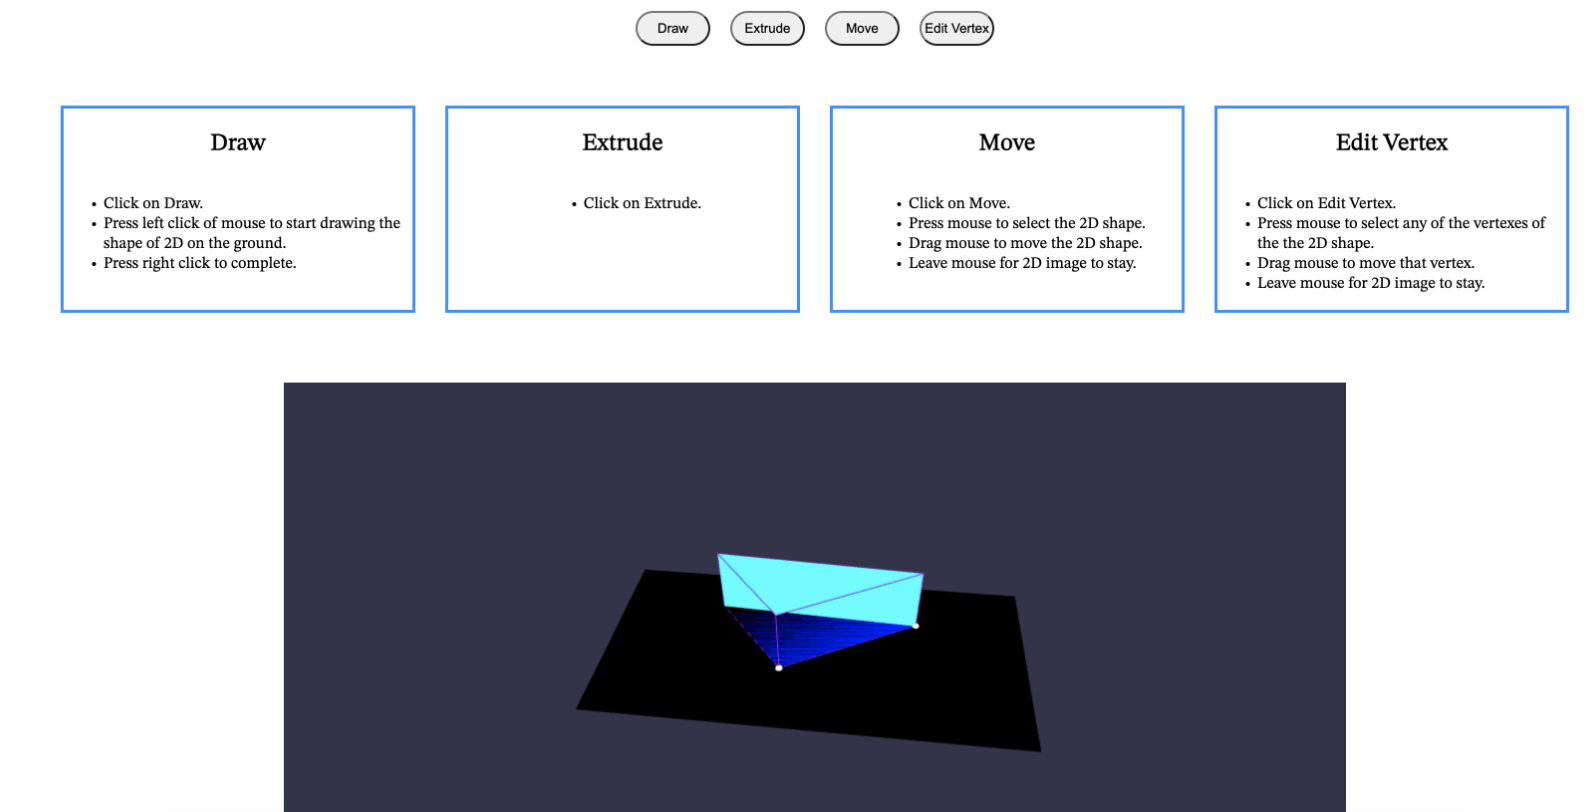 Draw
Extrude
Move
Edit Vertex
Draw
• Click on Draw.
• Press left click of mouse to start drawing the
shape of 2D on the ground.
• Press right click to complete.
Extrude
• Click on Extrude.
Move
• Click on Move.
• Press mouse to select the 2D shape.
• Drag mouse to move the 2D shape.
• Leave mouse for 2D image to stay.
Edit Vertex
• Click on Edit Vertex.
• Press mouse to select any of the vertexes of
the the 2D shape.
• Drag mouse to move that vertex.
• Leave mouse for 2D image to stay.